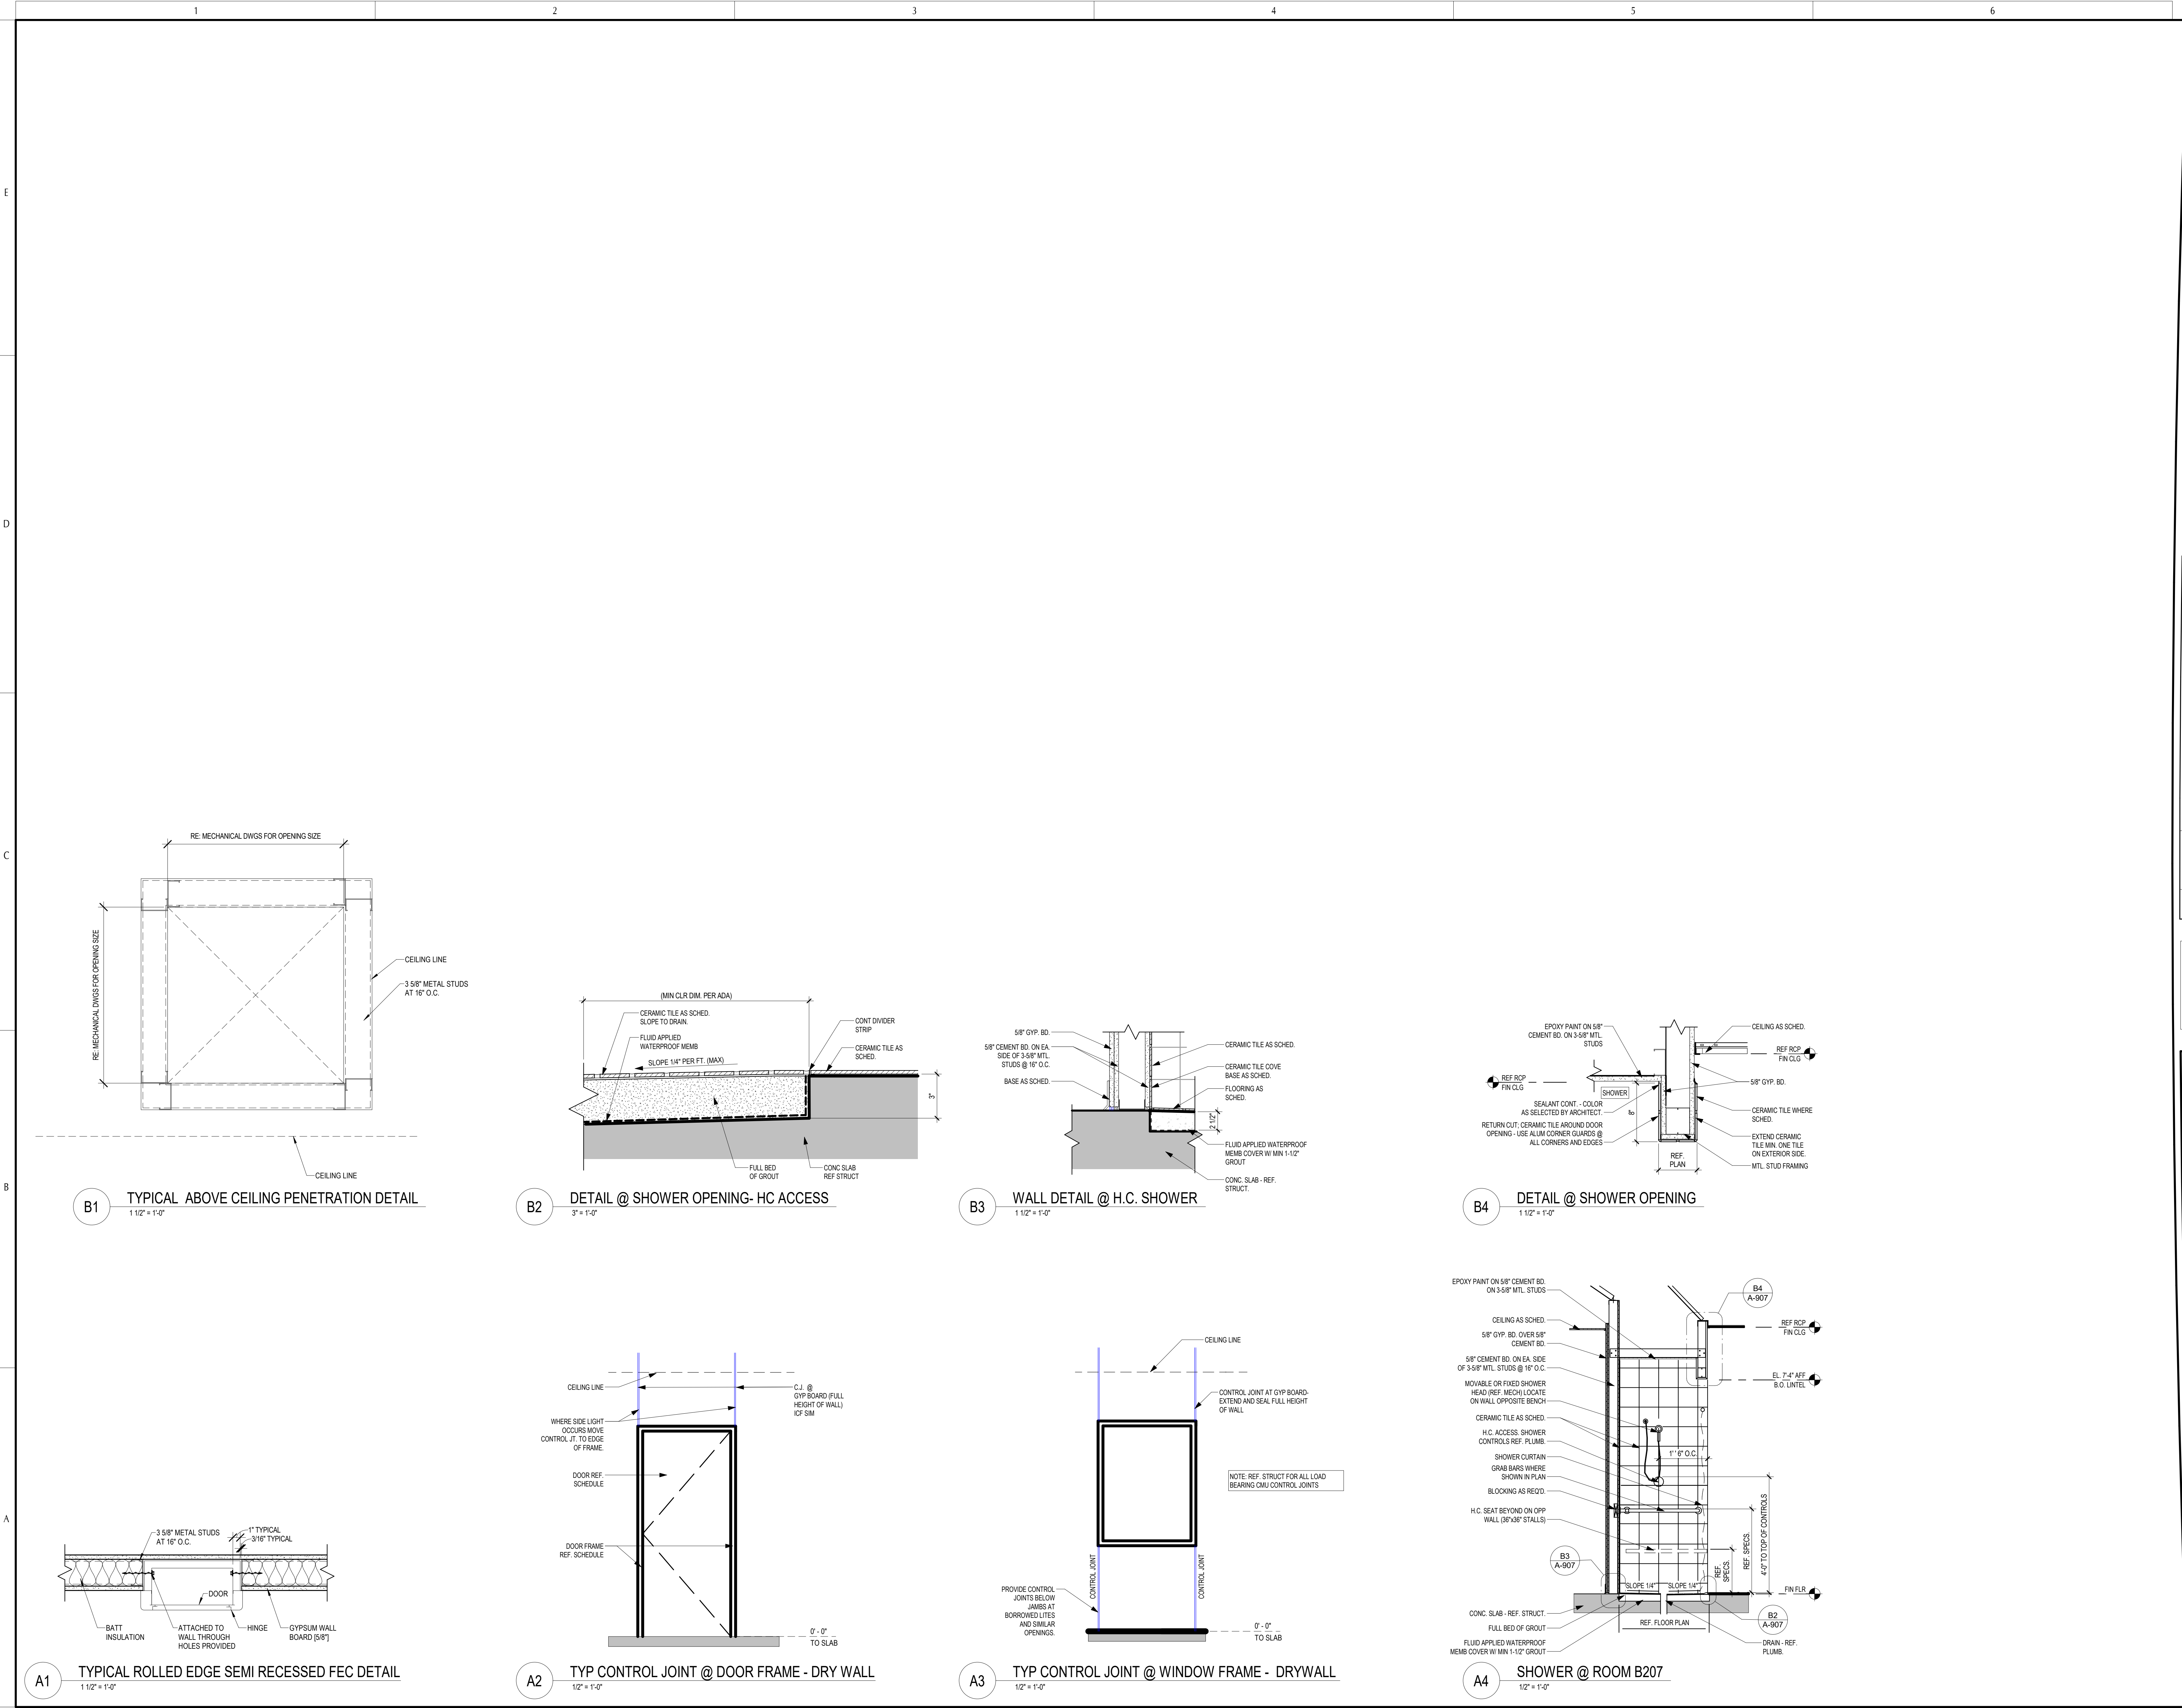 1
2
3
4
5
6
E
D
C
B
A
RE: MECHANICAL DWGS FOR OPENING SIZE
RE: MECHANICAL DWGS FOR OPENING SIZE
CEILING LINE
3 5/8" METAL STUDS
AT 16" O.C.
CEILING LINE
B1
TYPICAL ABOVE CEILING PENETRATION DETAIL
1 1/2" = 1'-0"
(MIN CLR DIM. PER ADA)
CERAMIC TILE AS SCHED.
SLOPE TO DRAIN.
FLUID APPLIED
WATERPROOF MEMB
SLOPE 1/4" PER FT. (MAX)
CONT DIVIDER
STRIP
CERAMIC TILE AS
SCHED.
3"
FULL BED
OF GROUT
CONC SLAB
REF STRUCT
B2
DETAIL @ SHOWER OPENING- HC ACCESS
3" = 1'-0"
5/8" GYP. BD.
5/8" CEMENT BD. ON EA.
SIDE OF 3-5/8" MTL.
STUDS @ 16" O.C.
BASE AS SCHED.
CERAMIC TILE AS SCHED.
CERAMIC TILE COVE
BASE AS SCHED.
FLOORING AS
SCHED.
2 1/2"
FLUID APPLIED WATERPROOF
MEMB COVER W/ MIN 1-1/2"
GROUT
CONC. SLAB - REF.
STRUCT.
B3
WALL DETAIL @ H.C. SHOWER
1 1/2" = 1'-0"
EPOXY PAINT ON 5/8"
CEMENT BD. ON 3-5/8" MTL.
STUDS
REF RCP
FIN CLG
SHOWER
SEALANT CONT. - COLOR
AS SELECTED BY ARCHITECT.
RETURN CUT; CERAMIC TILE AROUND DOOR
OPENING - USE ALUM CORNER GUARDS @
ALL CORNERS AND EDGES
8"
REF.
PLAN
CEILING AS SCHED.
REF RCP
FIN CLG
5/8" GYP. BD.
CERAMIC TILE WHERE
SCHED.
EXTEND CERAMIC
TILE MIN. ONE TILE
ON EXTERIOR SIDE.
MTL. STUD FRAMING
B4
DETAIL @ SHOWER OPENING
1 1/2" = 1'-0"
3 5/8" METAL STUDS
AT 16" O.C.
1" TYPICAL
3/16" TYPICAL
DOOR
BATT
INSULATION
ATTACHED TO
WALL THROUGH
HOLES PROVIDED
HINGE
GYPSUM WALL
BOARD [5/8"]
A1
TYPICAL ROLLED EDGE SEMI RECESSED FEC DETAIL
1 1/2" = 1'-0"
CEILING LINE
WHERE SIDE LIGHT
OCCURS MOVE
CONTROL JT. TO EDGE
OF FRAME.
DOOR REF.
SCHEDULE
DOOR FRAME
REF. SCHEDULE
C.J. @
GYP BOARD (FULL
HEIGHT OF WALL)
ICF SIM
0' - 0"
TO SLAB
A2
TYP CONTROL JOINT @ DOOR FRAME - DRY WALL
1/2" = 1'-0"
CEILING LINE
CONTROL JOINT AT GYP BOARD-
EXTEND AND SEAL FULL HEIGHT
OF WALL
NOTE: REF. STRUCT FOR ALL LOAD
BEARING CMU CONTROL JOINTS
CONTROL JOINT
CONTROL JOINT
PROVIDE CONTROL
JOINTS BELOW
JAMBS AT
BORROWED LITES
AND SIMILAR
OPENINGS.
0' - 0"
TO SLAB
A3
TYP CONTROL JOINT @ WINDOW FRAME - DRYWALL
1/2" = 1'-0"
EPOXY PAINT ON 5/8" CEMENT BD.
ON 3-5/8" MTL. STUDS
CEILING AS SCHED.
5/8" GYP. BD. OVER 5/8"
CEMENT BD.
5/8" CEMENT BD. ON EA. SIDE
OF 3-5/8" MTL. STUDS @ 16" O.C.
MOVABLE OR FIXED SHOWER
HEAD (REF. MECH) LOCATE
ON WALL OPPOSITE BENCH
CERAMIC TILE AS SCHED.
H.C. ACCESS. SHOWER
CONTROLS REF. PLUMB.
SHOWER CURTAIN
GRAB BARS WHERE
SHOWN IN PLAN
BLOCKING AS REQ'D.
H.C. SEAT BEYOND ON OPP
WALL (36"x36" STALLS)
B3
A-907
CONC. SLAB - REF. STRUCT.
FULL BED OF GROUT
FLUID APPLIED WATERPROOF
MEMB COVER W/ MIN 1-1/2" GROUT
B4
A-907
REF RCP
FIN CLG
EL. 7'-4" AFF
B.O. LINTEL
1' ' 6" O.C.
4'-0" TO TOP OF CONTROLS
REF. SPECS.
REF.
SPECS.
SLOPE 1/4"
SLOPE 1/4"
FIN FLR
REF. FLOOR PLAN
B2
A-907
DRAIN - REF.
PLUMB.
A4
SHOWER @ ROOM B207
1/2" = 1'-0"